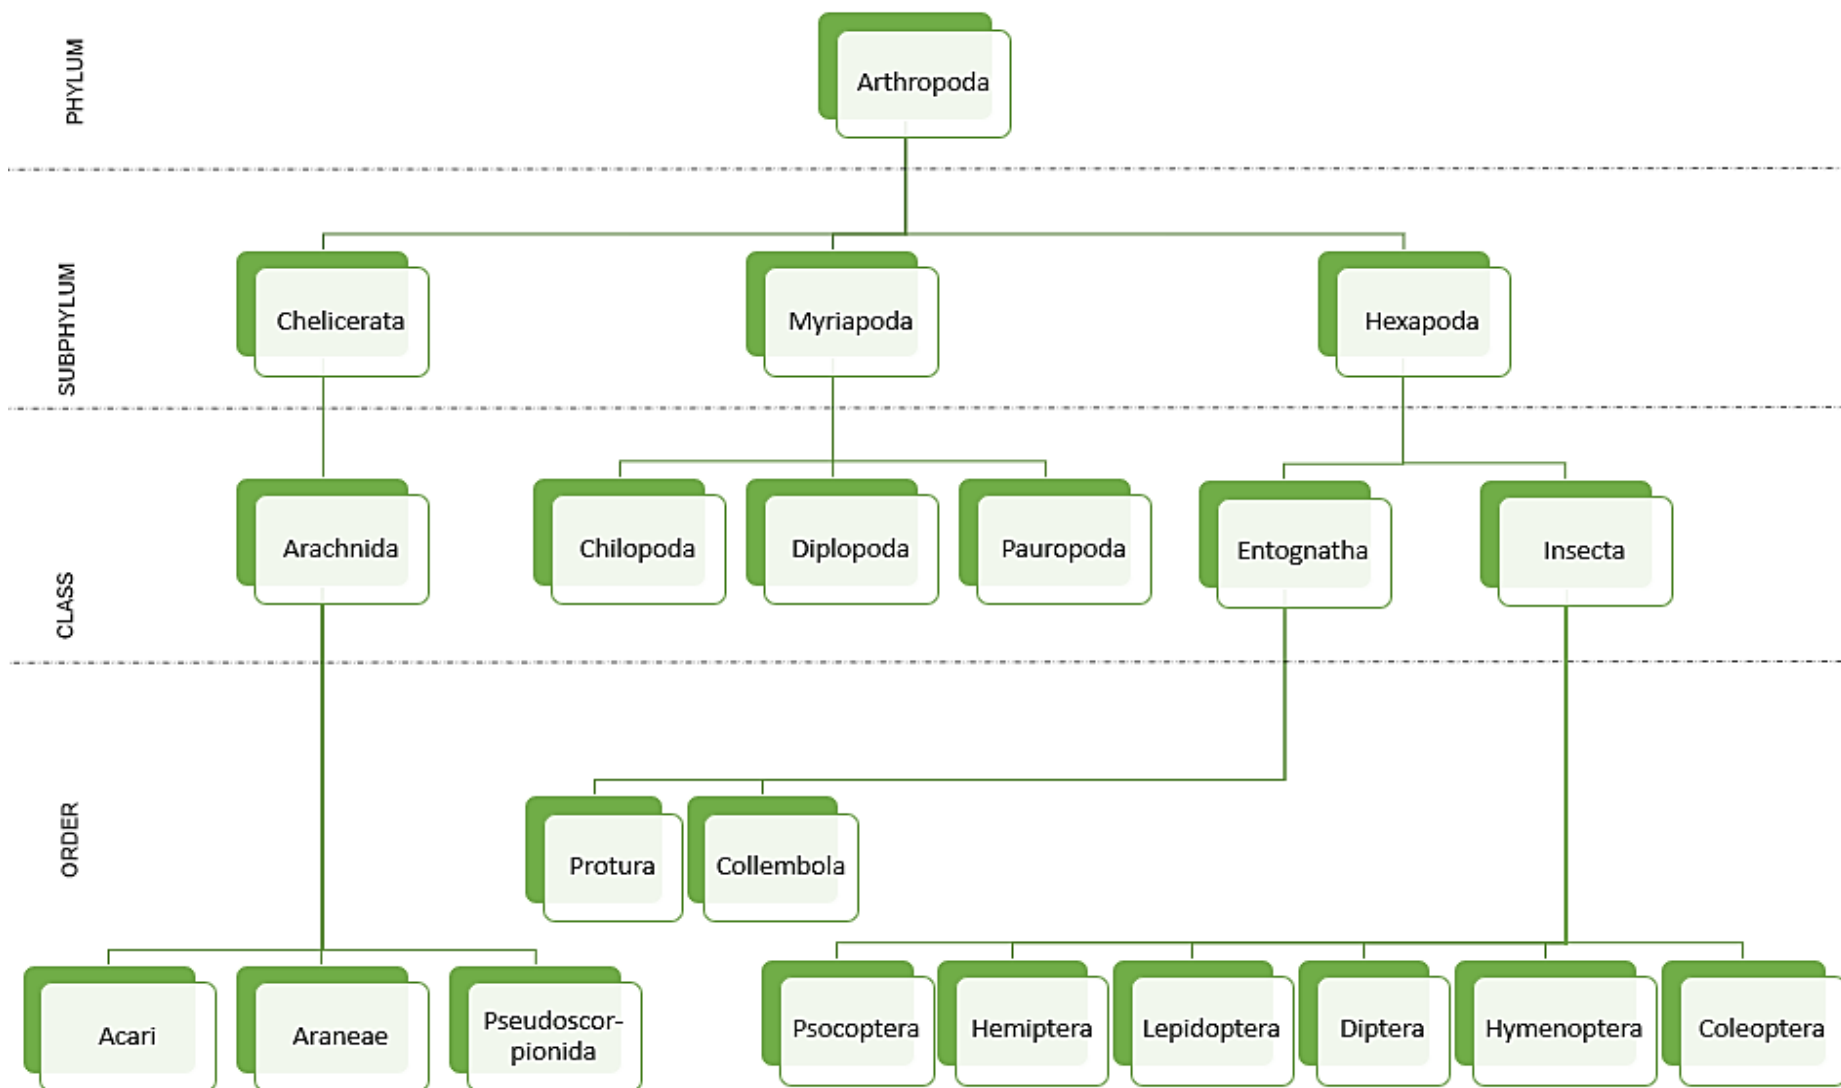 PHYLUM
Arthropoda
SUBPHYLUM
Chelicerata
Myriapoda
Hexapoda
CLASS
Arachnida
Chilopoda
Diplopoda
Pauropoda
Entognatha
Insecta
ORDER
Protura
Collembola
Acari
Araneae
Pseudoscor-
pionida
Psocoptera
Hemiptera
Lepidoptera
Diptera
Hymenoptera
Coleoptera